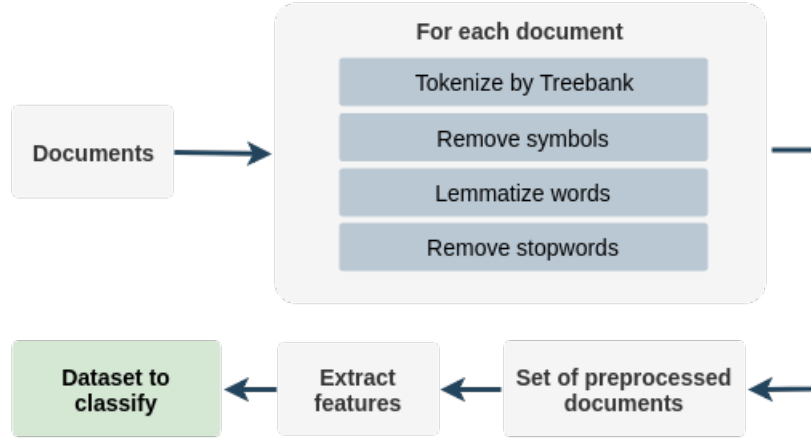 For each document
Tokenize by Treebank
Documents
Remove symbols
Lemmatize words
Remove stopwords
Dataset to
classify
Extract
features
Set of preprocessed
documents